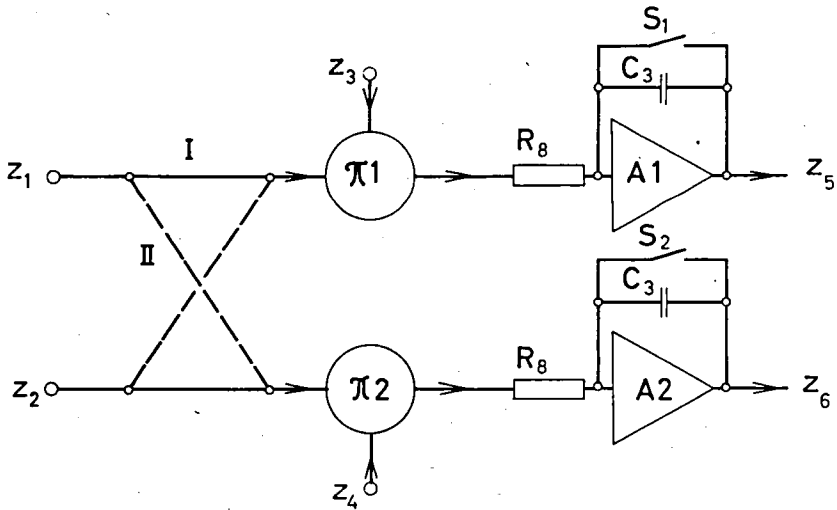 S₁
C₃
z₃
I
R₈
z₁
π1
A1
z₅
II
S₂
C₃
R₈
z₂
π2
A2
z₆
z₄